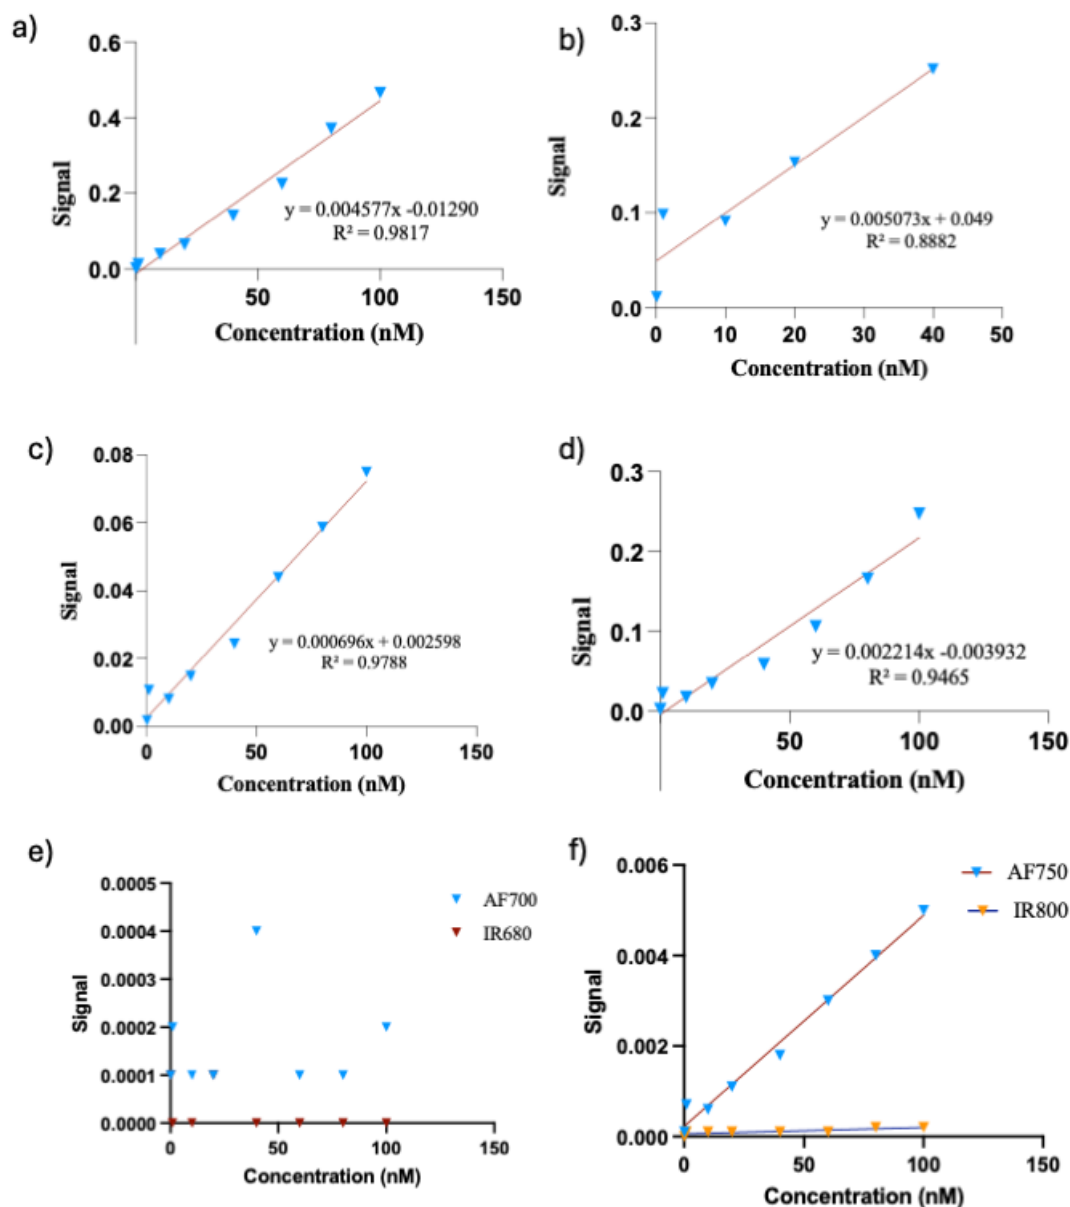 a)
0.6
0.4
0.2
0.0
Signal
y = 0.004577x -0.01290
R² = 0.9817
50 100 150
Concentration (nM)
b)
0.3
0.2
0.1
0.0
Signal
y = 0.005073x + 0.049
R² = 0.8882
0 10 20 30 40 50
Concentration (nM)
c)
0.08
0.06
0.04
0.02
0.00
Signal
y = 0.000696x + 0.002598
R² = 0.9788
0 50 100 150
Concentration (nM)
d)
0.3
0.2
0.1
0.0
Signal
y = 0.002214x -0.003932
R² = 0.9465
50 100 150
Concentration (nM)
e)
0.0005
0.0004
0.0003
0.0002
0.0001
0.0000
Signal
AF700
IR680
0 50 100 150
Concentration (nM)
f)
0.006
0.004
0.002
0.000
Signal
AF750
IR800
0 50 100 150
Concentration (nM)